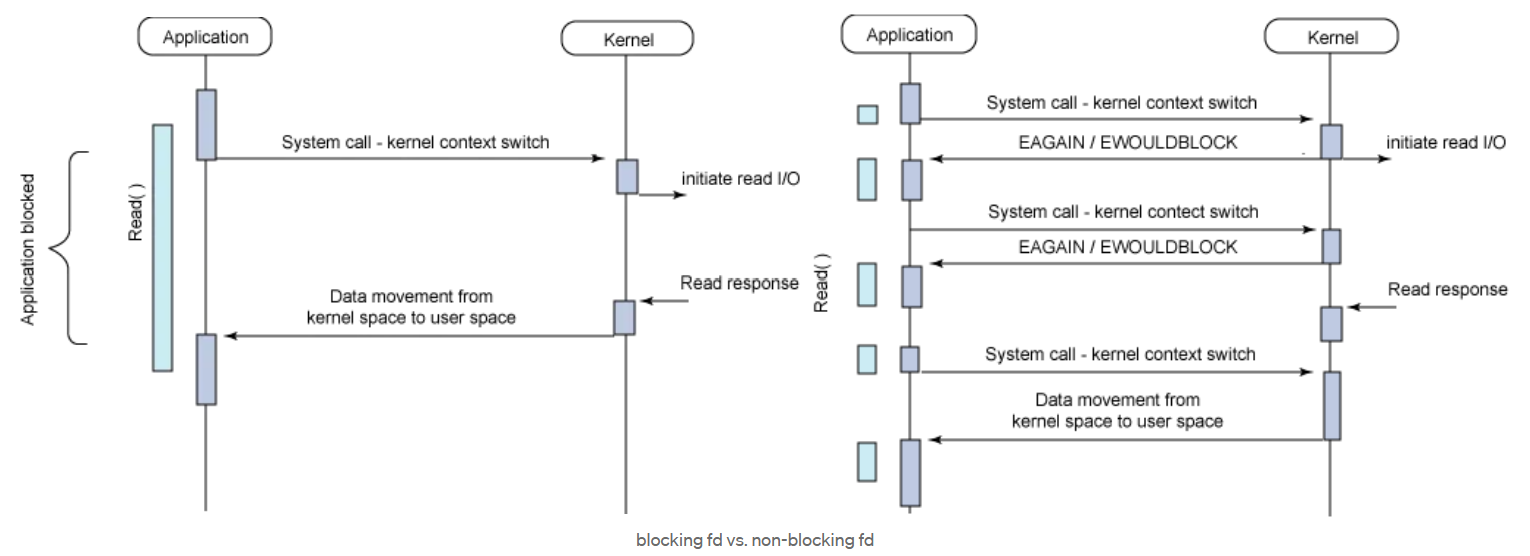 Application
Kernel
System call - kernel context switch
initiate read I/O
Read( )
Application blocked
Read response
Data movement from
kernel space to user space
Application
Kernel
System call - kernel context switch
EAGAIN / EWOULDBLOCK
initiate read I/O
System call - kernel contect switch
EAGAIN / EWOULDBLOCK
Read( )
Read response
System call - kernel context switch
Data movement from
kernel space to user space
blocking fd vs. non-blocking fd